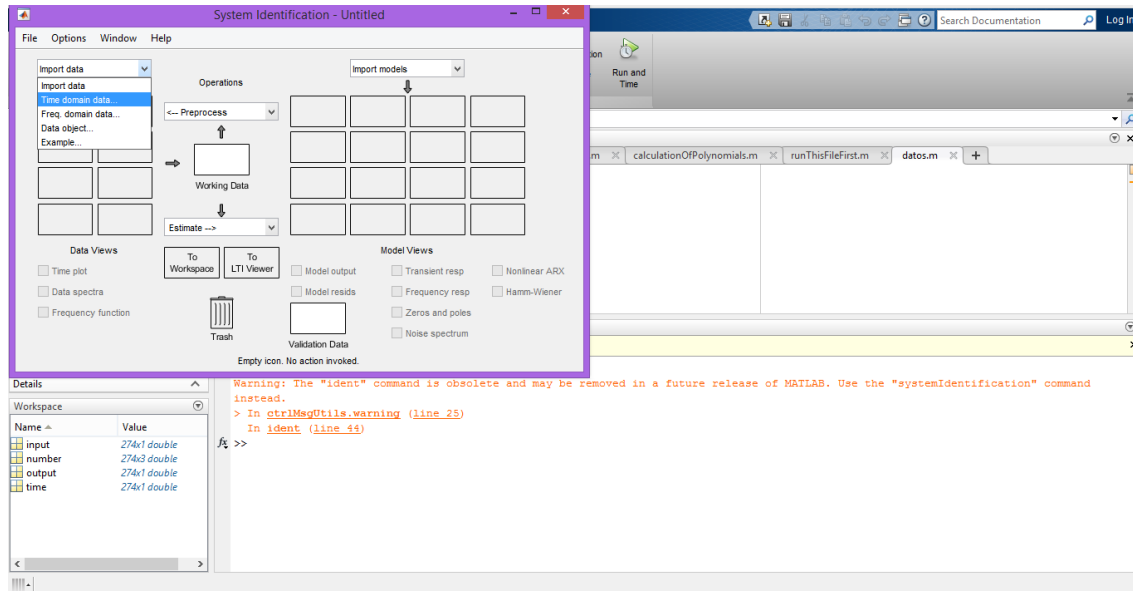 System Identification - Untitled
File Options Window Help
Import data
Import data
Time domain data...
Freq. domain data...
Data object...
Example...
Operations
<-- Preprocess
Working Data
Estimate -->
Import models
Data Views
Time plot
Data spectra
Frequency function
To Workspace
To LTI Viewer
Trash
Model Views
Model output
Model resids
Transient resp
Frequency resp
Zeros and poles
Noise spectrum
Nonlinear ARX
Hamm-Wiener
Validation Data
Empty icon. No action invoked.
Search Documentation
Log In
Run and
Time
calculationOfPolynomials.m
runThisFileFirst.m
datos.m
Details
Workspace
Name Value
input 274x1 double
number 274x3 double
output 274x1 double
time 274x1 double
Warning: The "ident" command is obsolete and may be removed in a future release of MATLAB. Use the "systemIdentification" command
instead.
> In ctrlMsgUtils.warning (line 25)
In ident (line 44)
fx >>